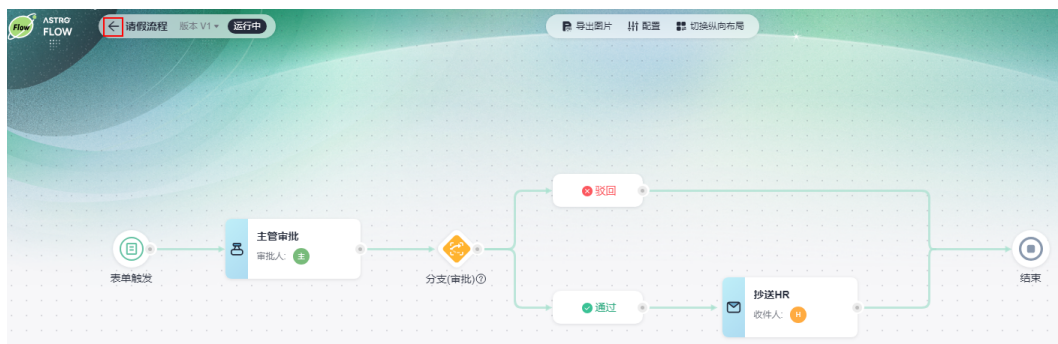 Flow
ASTRO
FLOW
请假流程 版本 V1 运行中
导出图片 配置 切换纵向布局
驳回
主管审批
审批人: 主
表单触发
分支(审批)?
结束
通过
抄送HR
收件人: H